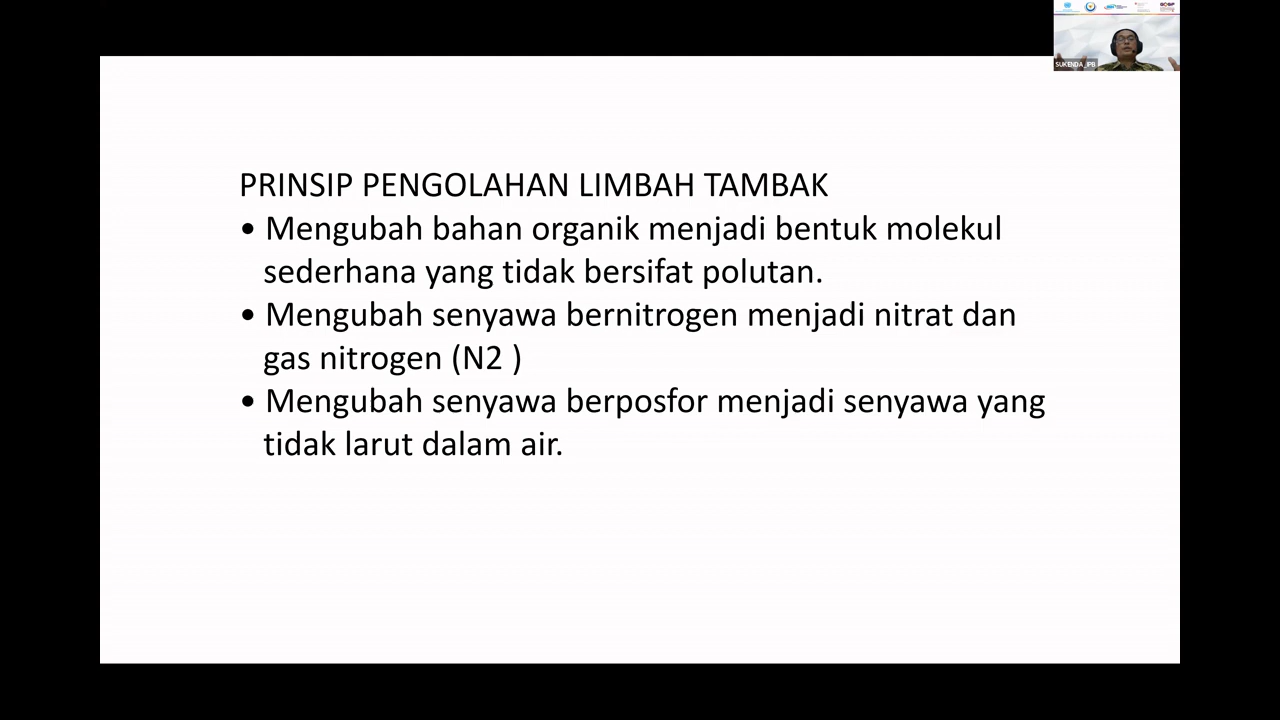 SUKENDA_IPB
PRINSIP PENGOLAHAN LIMBAH TAMBAK
• Mengubah bahan organik menjadi bentuk molekul
sederhana yang tidak bersifat polutan.
• Mengubah senyawa bernitrogen menjadi nitrat dan
gas nitrogen (N2 )
• Mengubah senyawa berposfor menjadi senyawa yang
tidak larut dalam air.